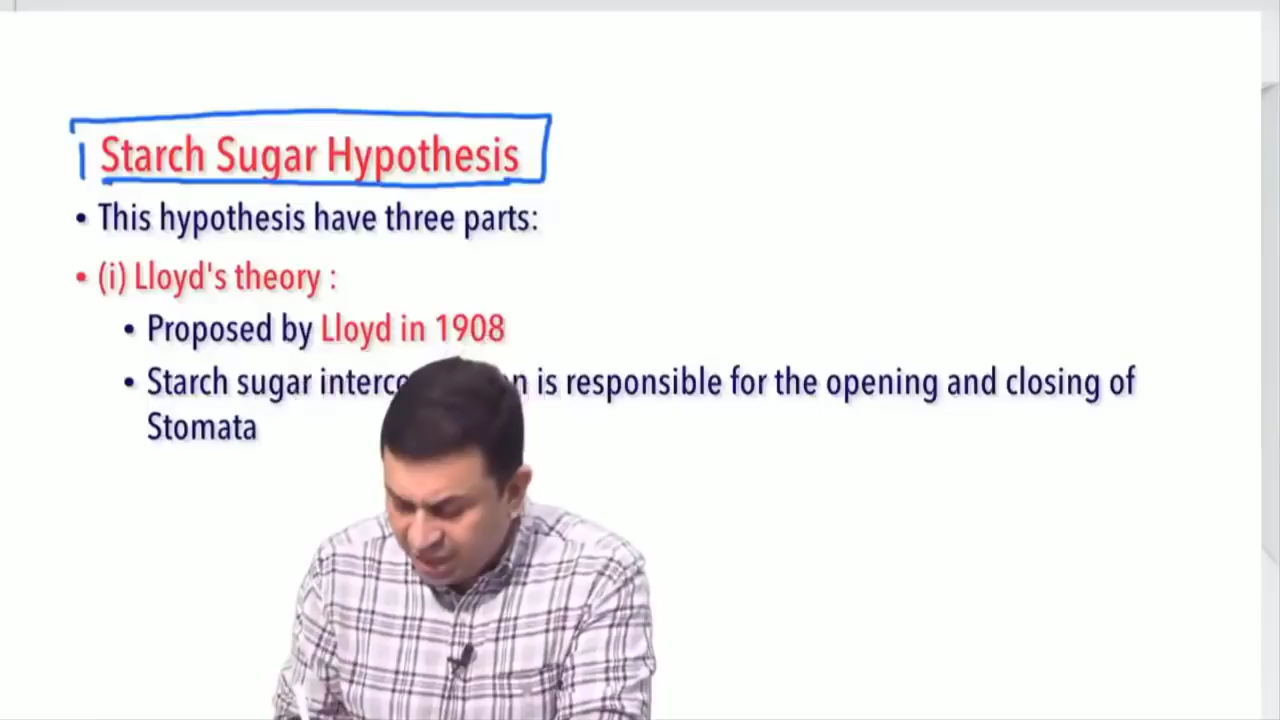 Starch Sugar Hypothesis
• This hypothesis have three parts:
• (i) Lloyd's theory :
• Proposed by Lloyd in 1908
• Starch sugar is responsible for the opening and closing of
Stomata